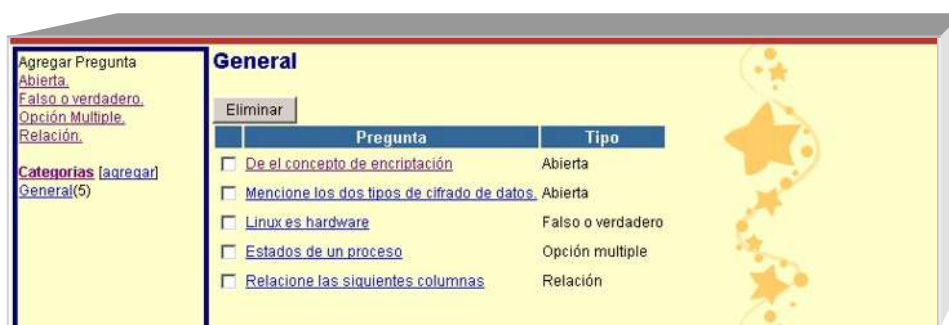 Agregar Pregunta
Abierta.
Falso o verdadero.
Opción Multiple.
Relación.
Categorias [agregar]
General(5)
General
Eliminar
Pregunta Tipo
De el concepto de encriptación Abierta
Mencione los dos tipos de cifrado de datos. Abierta
Linux es hardware Falso o verdadero
Estados de un proceso Opción multiple
Relacione las siguientes columnas Relación